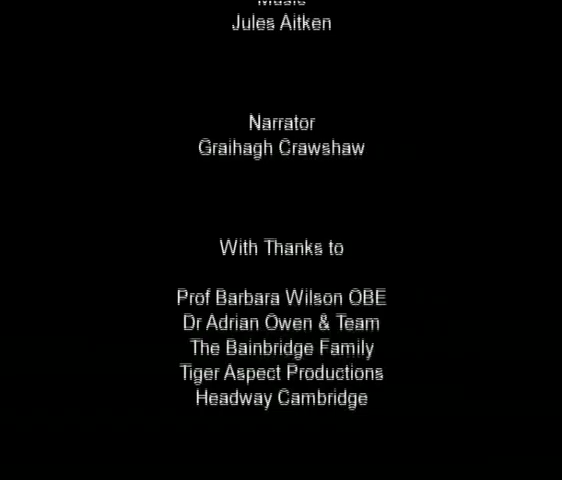 Music
Jules Aitken
Narrator
Graihagh Crawshaw
With Thanks to
Prof Barbara Wilson OBE
Dr Adrian Owen & Team
The Bainbridge Family
Tiger Aspect Productions
Headway Cambridge